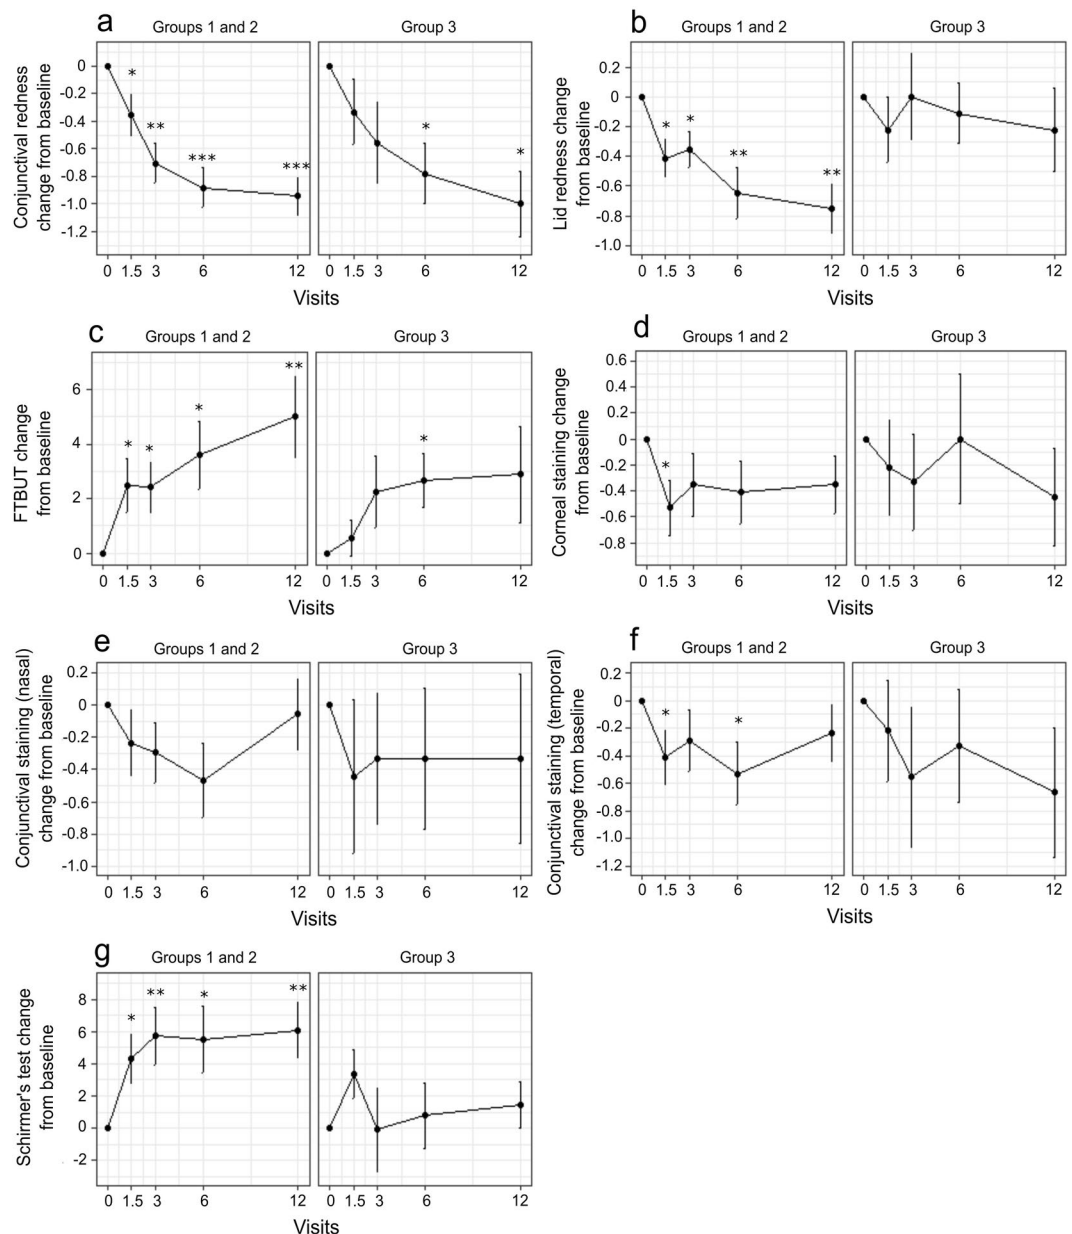 a
Groups 1 and 2
Group 3
Conjunctival redness
change from baseline
0
-0.2
-0.4
-0.6
-0.8
-1.0
-1.2
*
**
***
***
*
*
0 1.5 3 6 12
0 1.5 3 6 12
Visits
b
Groups 1 and 2
Group 3
Lid redness change
from baseline
0.2
0
-0.2
-0.4
-0.6
-0.8
-1.0
*
*
**
**
0 1.5 3 6 12
0 1.5 3 6 12
Visits
c
Groups 1 and 2
Group 3
FTBUT change
from baseline
6
4
2
0
*
*
*
**
*
0 1.5 3 6 12
0 1.5 3 6 12
Visits
d
Groups 1 and 2
Group 3
Corneal staining change
from baseline
0.6
0.4
0.2
0
-0.2
-0.4
-0.6
-0.8
*
0 1.5 3 6 12
0 1.5 3 6 12
Visits
e
Groups 1 and 2
Group 3
Conjunctival staining (nasal)
change from baseline
0.2
0
-0.2
-0.4
-0.6
-0.8
-1.0
0 1.5 3 6 12
0 1.5 3 6 12
Visits
f
Groups 1 and 2
Group 3
Conjunctival staining (temporal)
change from baseline
0.2
0
-0.2
-0.4
-0.6
-0.8
-1.0
-1.2
*
*
0 1.5 3 6 12
0 1.5 3 6 12
Visits
g
Groups 1 and 2
Group 3
Schirmer's test change
from baseline
8
6
4
2
0
-2
*
**
*
**
0 1.5 3 6 12
0 1.5 3 6 12
Visits